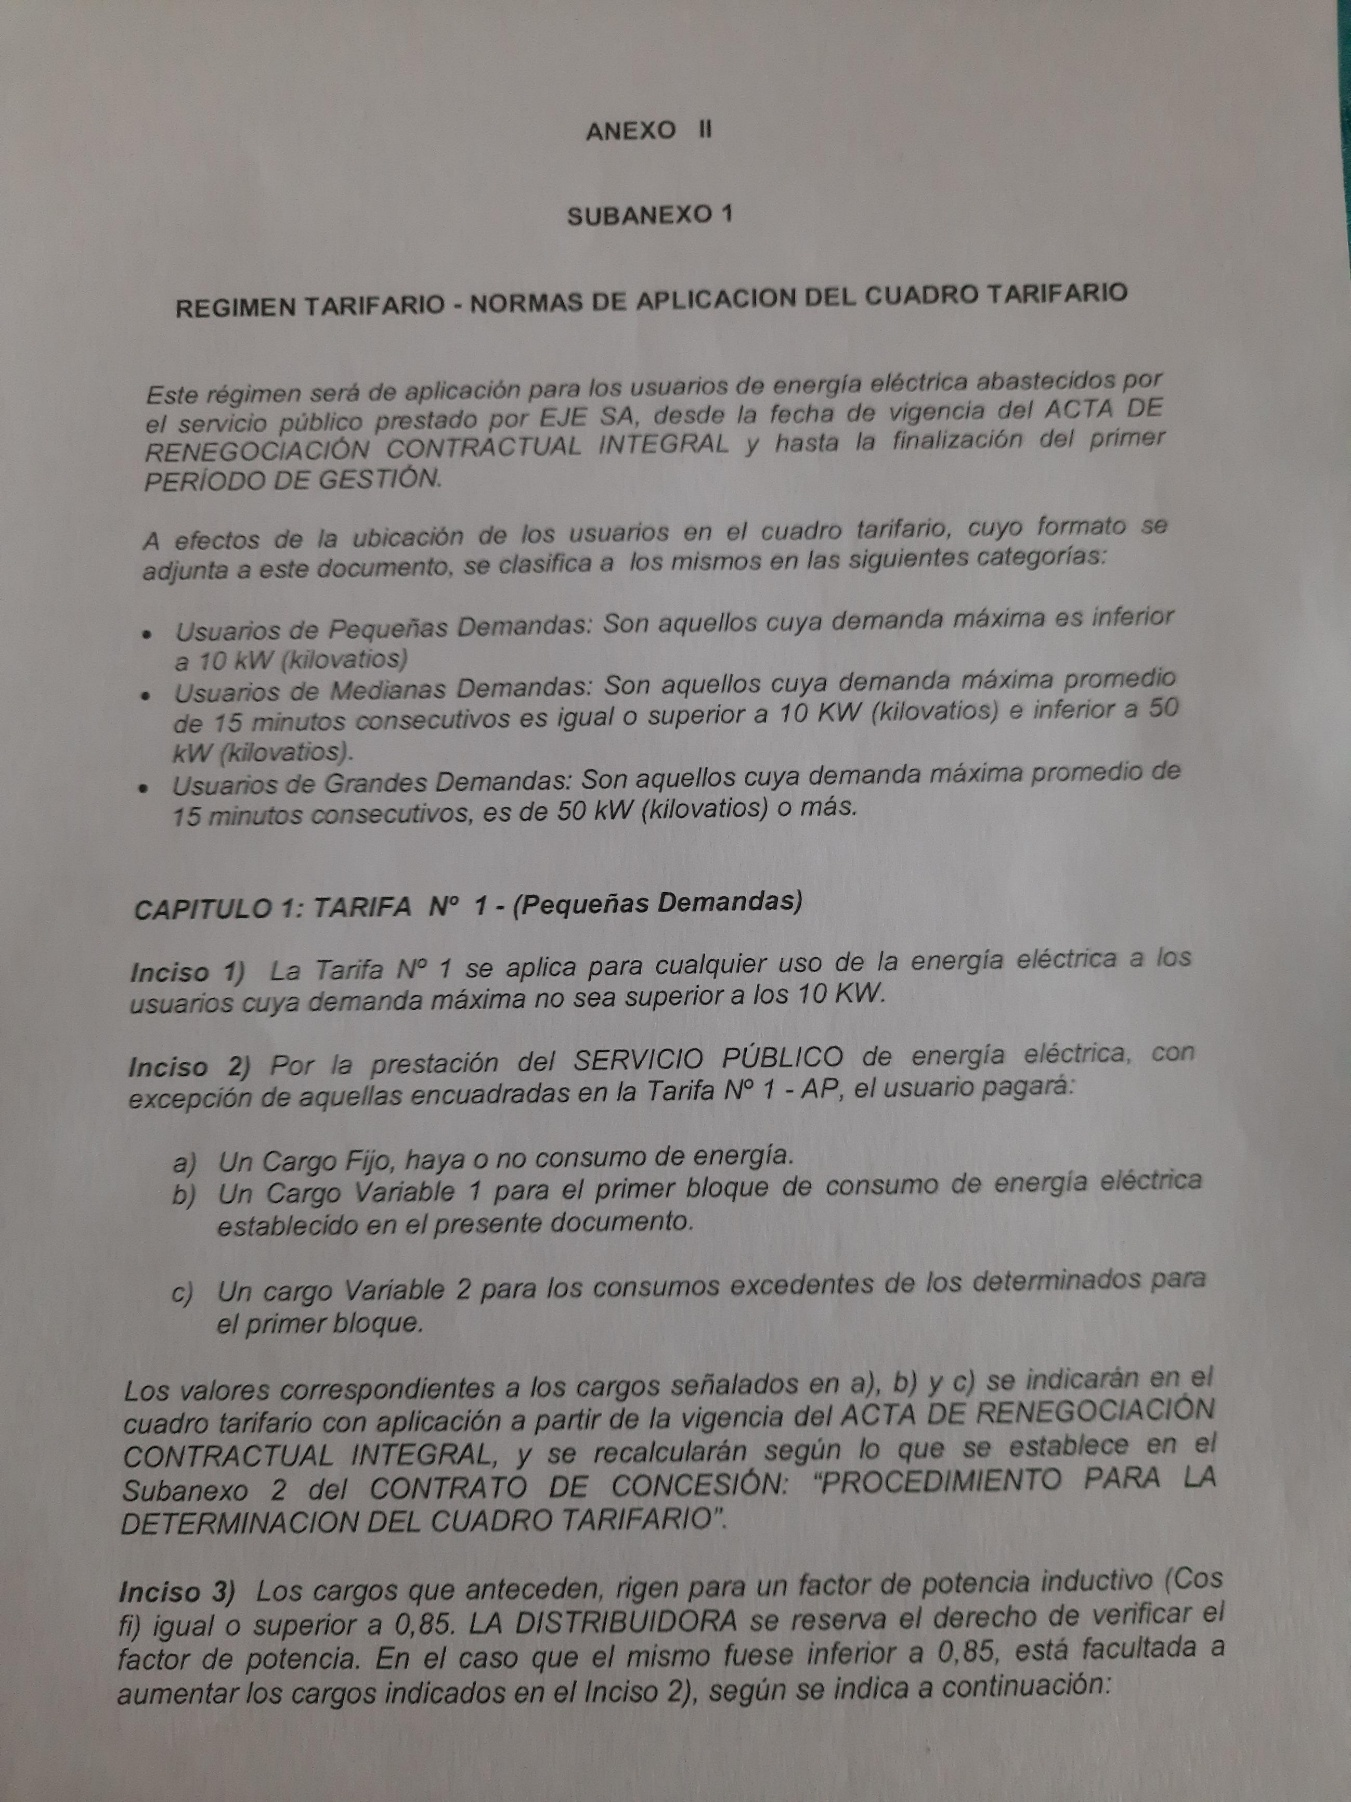 ANEXO II
SUBANEXO 1
REGIMEN TARIFARIO - NORMAS DE APLICACION DEL CUADRO TARIFARIO
Este régimen será de aplicación para los usuarios de energía eléctrica abastecidos por
el servicio público prestado por EJE SA, desde la fecha de vigencia del ACTA DE
RENEGOCIACIÓN CONTRACTUAL INTEGRAL y hasta la finalización del primer
PERÍODO DE GESTIÓN.
A efectos de la ubicación de los usuarios en el cuadro tarifario, cuyo formato se
adjunta a este documento, se clasifica a los mismos en las siguientes categorías:
• Usuarios de Pequeñas Demandas: Son aquellos cuya demanda máxima es inferior
a 10 kW (kilovatios)
• Usuarios de Medianas Demandas: Son aquellos cuya demanda máxima promedio
de 15 minutos consecutivos es igual o superior a 10 KW (kilovatios) e inferior a 50
kW (kilovatios).
• Usuarios de Grandes Demandas: Son aquellos cuya demanda máxima promedio de
15 minutos consecutivos, es de 50 kW (kilovatios) o más.
CAPITULO 1: TARIFA Nº 1 - (Pequeñas Demandas)
Inciso 1) La Tarifa Nº 1 se aplica para cualquier uso de la energía eléctrica a los
usuarios cuya demanda máxima no sea superior a los 10 KW.
Inciso 2) Por la prestación del SERVICIO PÚBLICO de energía eléctrica, con
excepción de aquellas encuadradas en la Tarifa Nº 1 - AP, el usuario pagará:
a) Un Cargo Fijo, haya o no consumo de energía.
b) Un Cargo Variable 1 para el primer bloque de consumo de energía eléctrica
establecido en el presente documento.
c) Un cargo Variable 2 para los consumos excedentes de los determinados para
el primer bloque.
Los valores correspondientes a los cargos señalados en a), b) y c) se indicarán en el
cuadro tarifario con aplicación a partir de la vigencia del ACTA DE RENEGOCIACIÓN
CONTRACTUAL INTEGRAL, y se recalcularán según lo que se establece en el
Subanexo 2 del CONTRATO DE CONCESIÓN: “PROCEDIMIENTO PARA LA
DETERMINACION DEL CUADRO TARIFARIO”.
Inciso 3) Los cargos que anteceden, rigen para un factor de potencia inductivo (Cos
fi) igual o superior a 0,85. LA DISTRIBUIDORA se reserva el derecho de verificar el
factor de potencia. En el caso que el mismo fuese inferior a 0,85, está facultada a
aumentar los cargos indicados en el Inciso 2), según se indica a continuación: